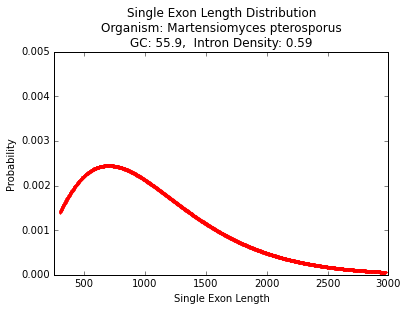 Single Exon Length Distribution
Organism: Martensiomyces pterosporus
GC: 55.9,  Intron Density: 0.59
0.005
0.004
0.003
0.002
0.001
0.000
Probability
500 1000 1500 2000 2500 3000
Single Exon Length